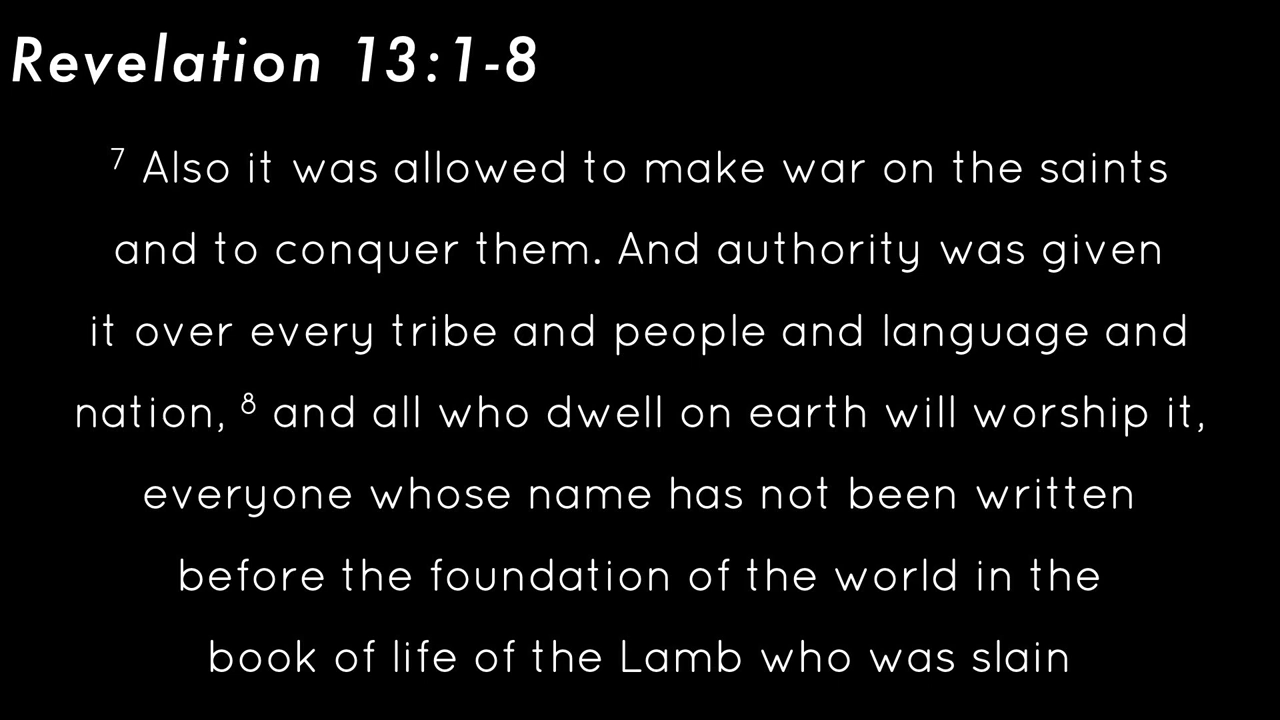 Revelation 13:1-8
⁷ Also it was allowed to make war on the saints
and to conquer them. And authority was given
it over every tribe and people and language and
nation, ⁸ and all who dwell on earth will worship it,
everyone whose name has not been written
before the foundation of the world in the
book of life of the Lamb who was slain